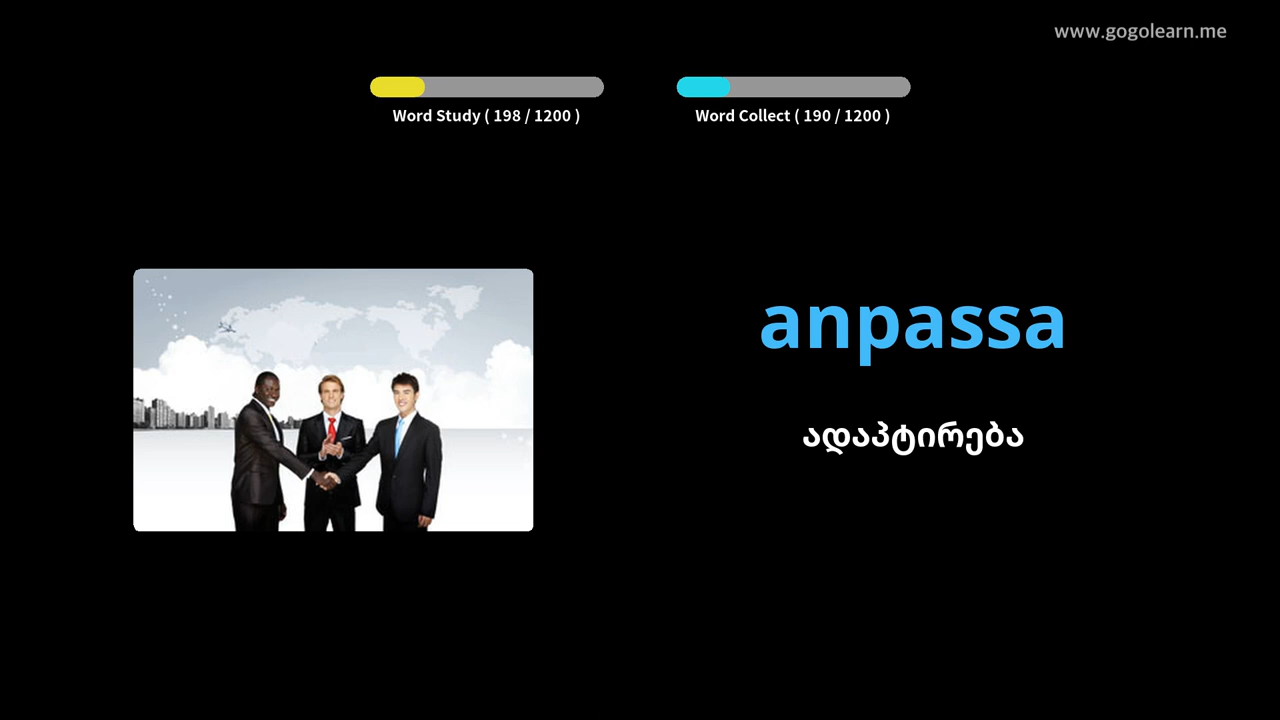 www.gogolearn.me
Word Study ( 198 / 1200 )
Word Collect ( 190 / 1200 )
anpassa
ადაპტირება